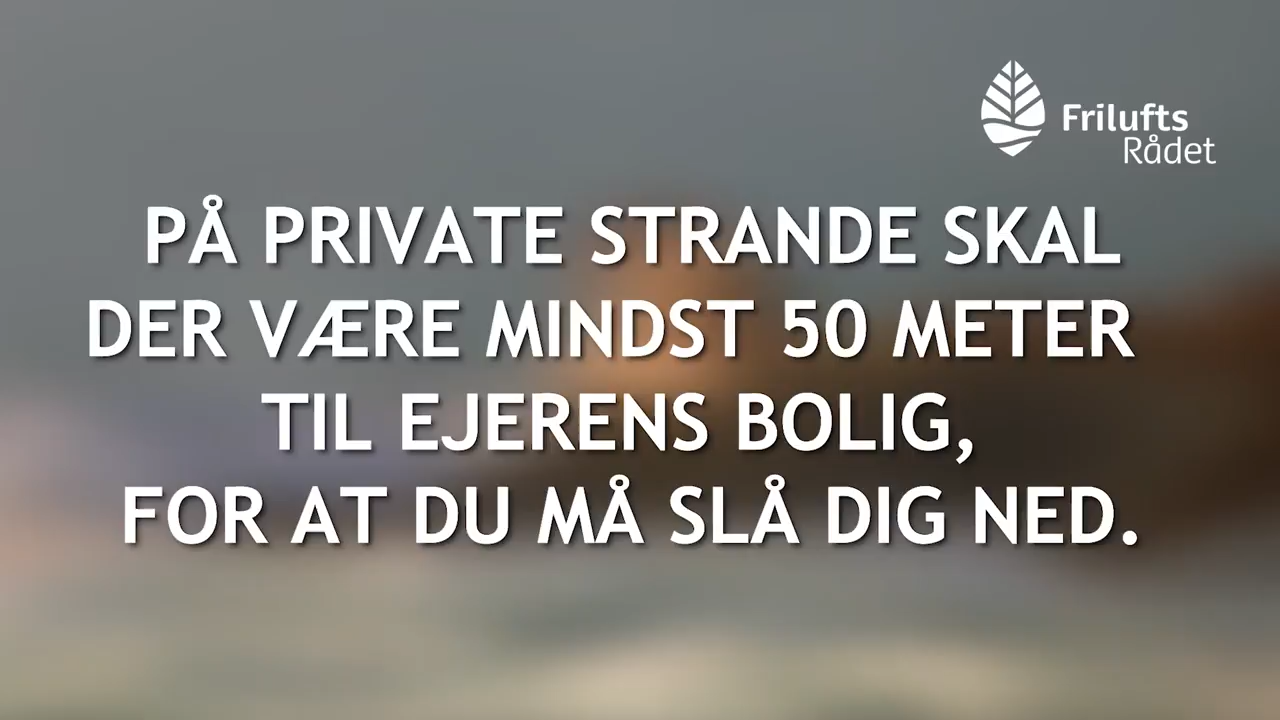 Frilufts
Rådet
PÅ PRIVATE STRANDE SKAL
DER VÆRE MINDST 50 METER
TIL EJERENS BOLIG,
FOR AT DU MÅ SLÅ DIG NED.